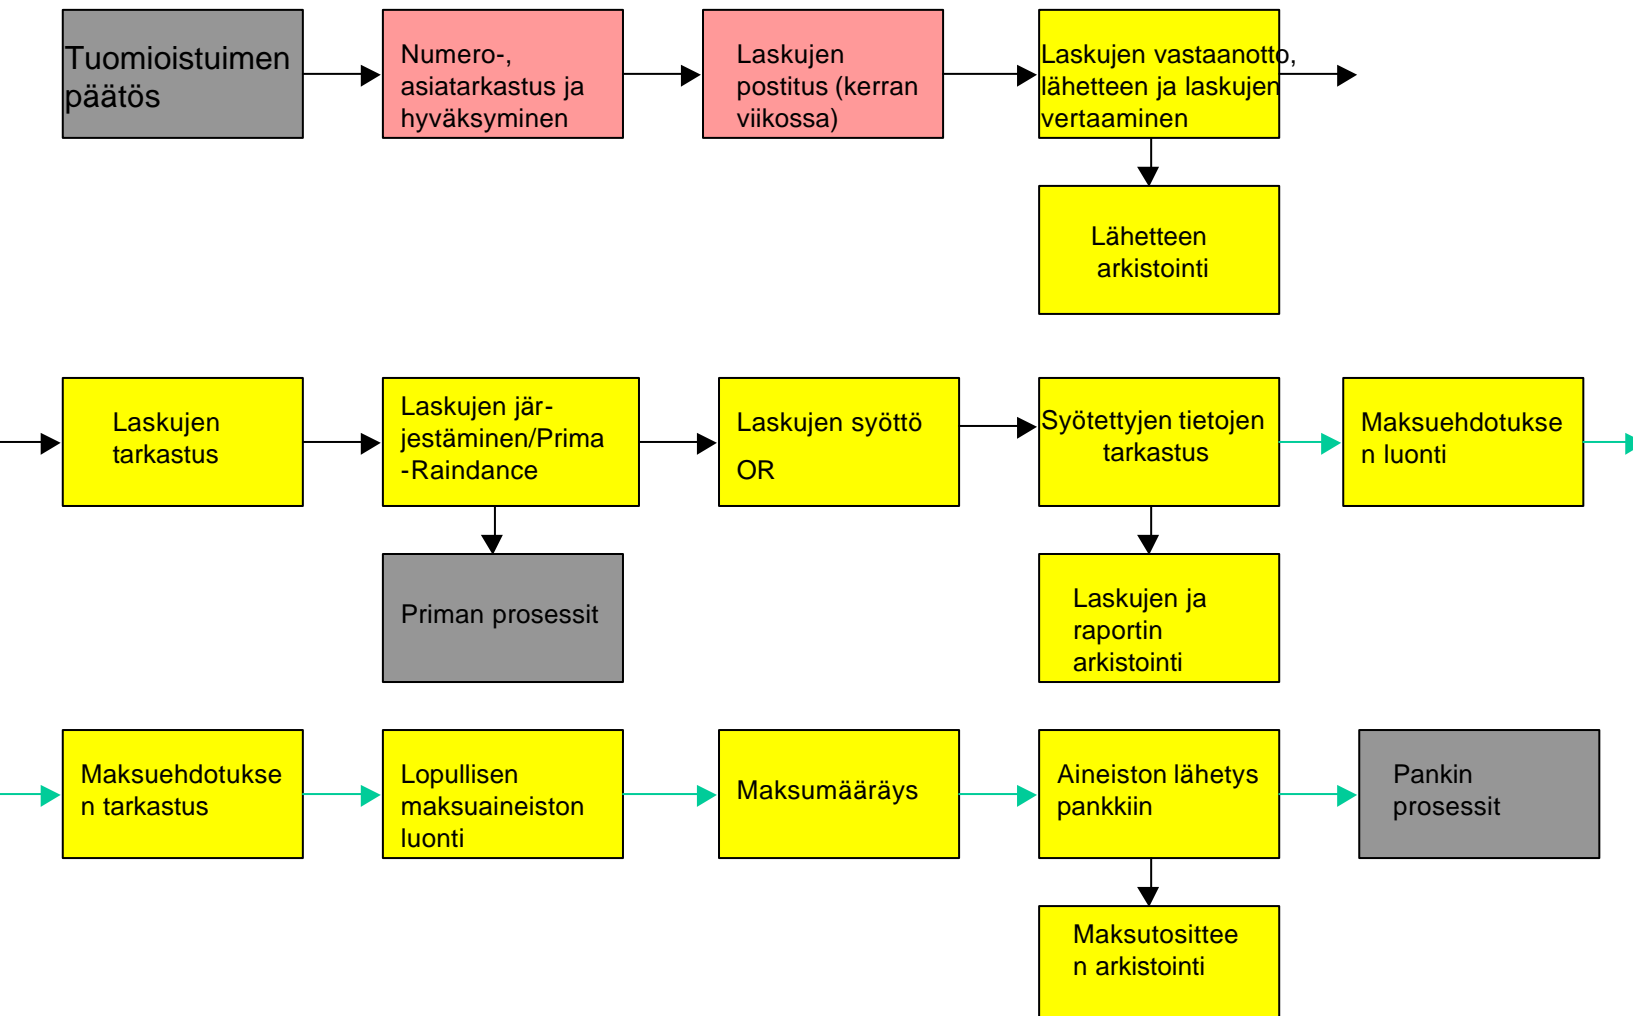 Tuomioistuimen
päätös
Numero-,
asiatarkastus ja
hyväksyminen
Laskujen
postitus (kerran
viikossa)
Laskujen vastaanotto,
lähetteen ja laskujen
vertaaminen
Lähetteen
arkistointi
Laskujen
tarkastus
Laskujen jär-
jestäminen/Prima
-Raindance
Laskujen syöttö
OR
Syötettyjen tietojen
tarkastus
Maksuehdotukse
n luonti
Priman prosessit
Laskujen ja
raportin
arkistointi
Maksuehdotukse
n tarkastus
Lopullisen
maksuaineiston
luonti
Maksumääräys
Aineiston lähetys
pankkiin
Pankin
prosessit
Maksutosittee
n arkistointi